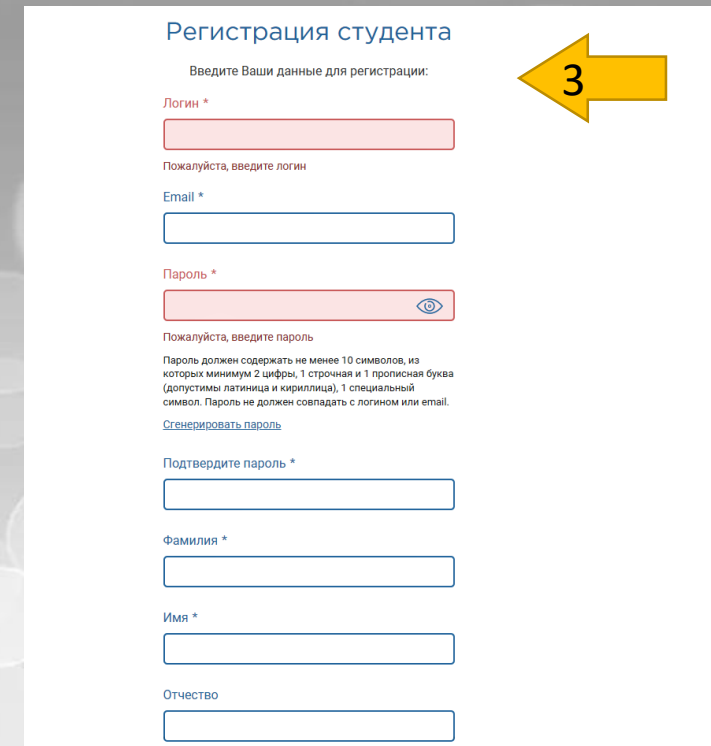 Регистрация студента
Введите Ваши данные для регистрации:
3
Логин *
Пожалуйста, введите логин
Email *
Пароль *
Пожалуйста, введите пароль
Пароль должен содержать не менее 10 символов, из
которых минимум 2 цифры, 1 строчная и 1 прописная буква
(допустимы латиница и кириллица), 1 специальный
символ. Пароль не должен совпадать с логином или email.
Сгенерировать пароль
Подтвердите пароль *
Фамилия *
Имя *
Отчество